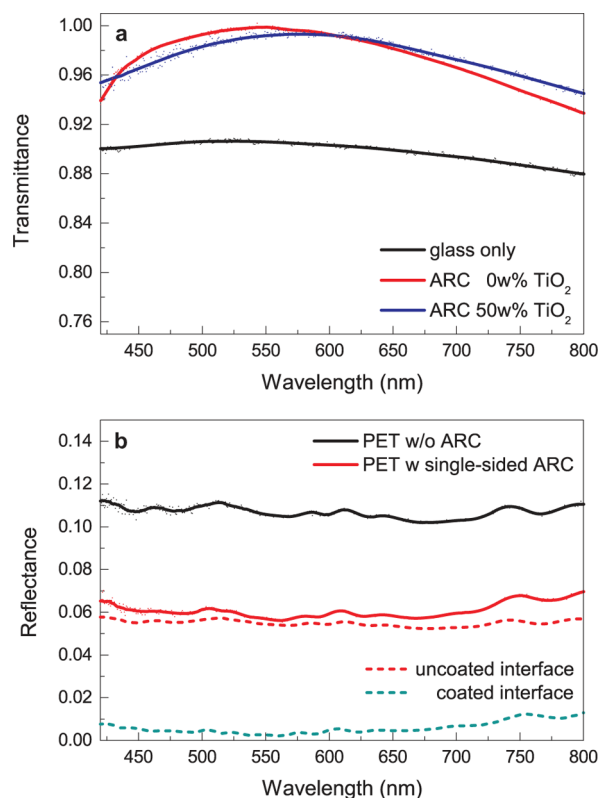 a
1.00
0.96
0.92
0.88
0.84
0.80
0.76
Transmittance
glass only
ARC 0w% TiO2
ARC 50w% TiO2
450 500 550 600 650 700 750 800
Wavelength (nm)
b
0.14
0.12
0.10
0.08
0.06
0.04
0.02
0.00
Reflectance
PET w/o ARC
PET w single-sided ARC
uncoated interface
coated interface
450 500 550 600 650 700 750 800
Wavelength (nm)